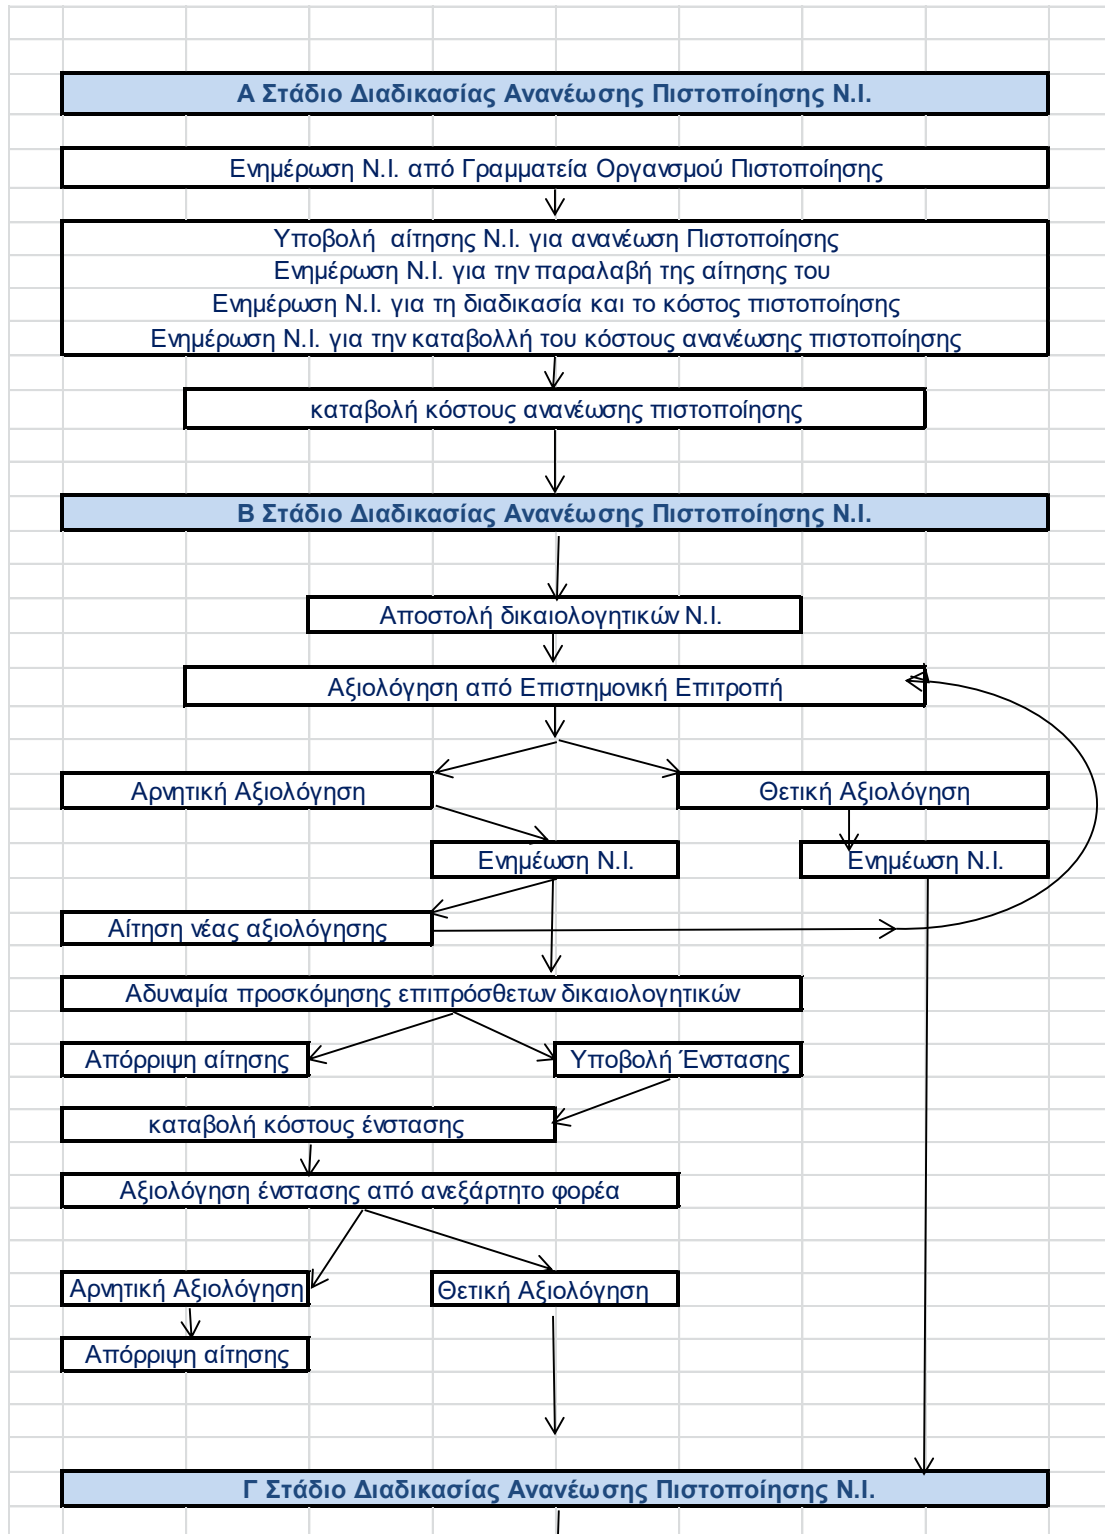 Α Στάδιο Διαδικασίας Ανανέωσης Πιστοποίησης Ν.Ι.
Ενημέρωση Ν.Ι. από Γραμματεία Οργανσμού Πιστοποίησης
Υποβολή αίτησης Ν.Ι. για ανανέωση Πιστοποίησης
Ενημέρωση Ν.Ι. για την παραλαβή της αίτησης του
Ενημέρωση Ν.Ι. για τη διαδικασία και το κόστος πιστοποίησης
Ενημέρωση Ν.Ι. για την καταβολλή του κόστους ανανέωσης πιστοποίησης
καταβολή κόστους ανανέωσης πιστοποίησης
Β Στάδιο Διαδικασίας Ανανέωσης Πιστοποίησης Ν.Ι.
Αποστολή δικαιολογητικών Ν.Ι.
Αξιολόγηση από Επιστημονική Επιτροπή
Αρνητική Αξιολόγηση
Θετική Αξιολόγηση
Ενημέωση Ν.Ι.
Ενημέωση Ν.Ι.
Αίτηση νέας αξιολόγησης
Αδυναμία προσκόμησης επιπρόσθετων δικαιολογητικών
Απόρριψη αίτησης
Υποβολή Ένστασης
καταβολή κόστους ένστασης
Αξιολόγηση ένστασης από ανεξάρτητο φορέα
Αρνητική Αξιολόγηση
Θετική Αξιολόγηση
Απόρριψη αίτησης
Γ Στάδιο Διαδικασίας Ανανέωσης Πιστοποίησης Ν.Ι.